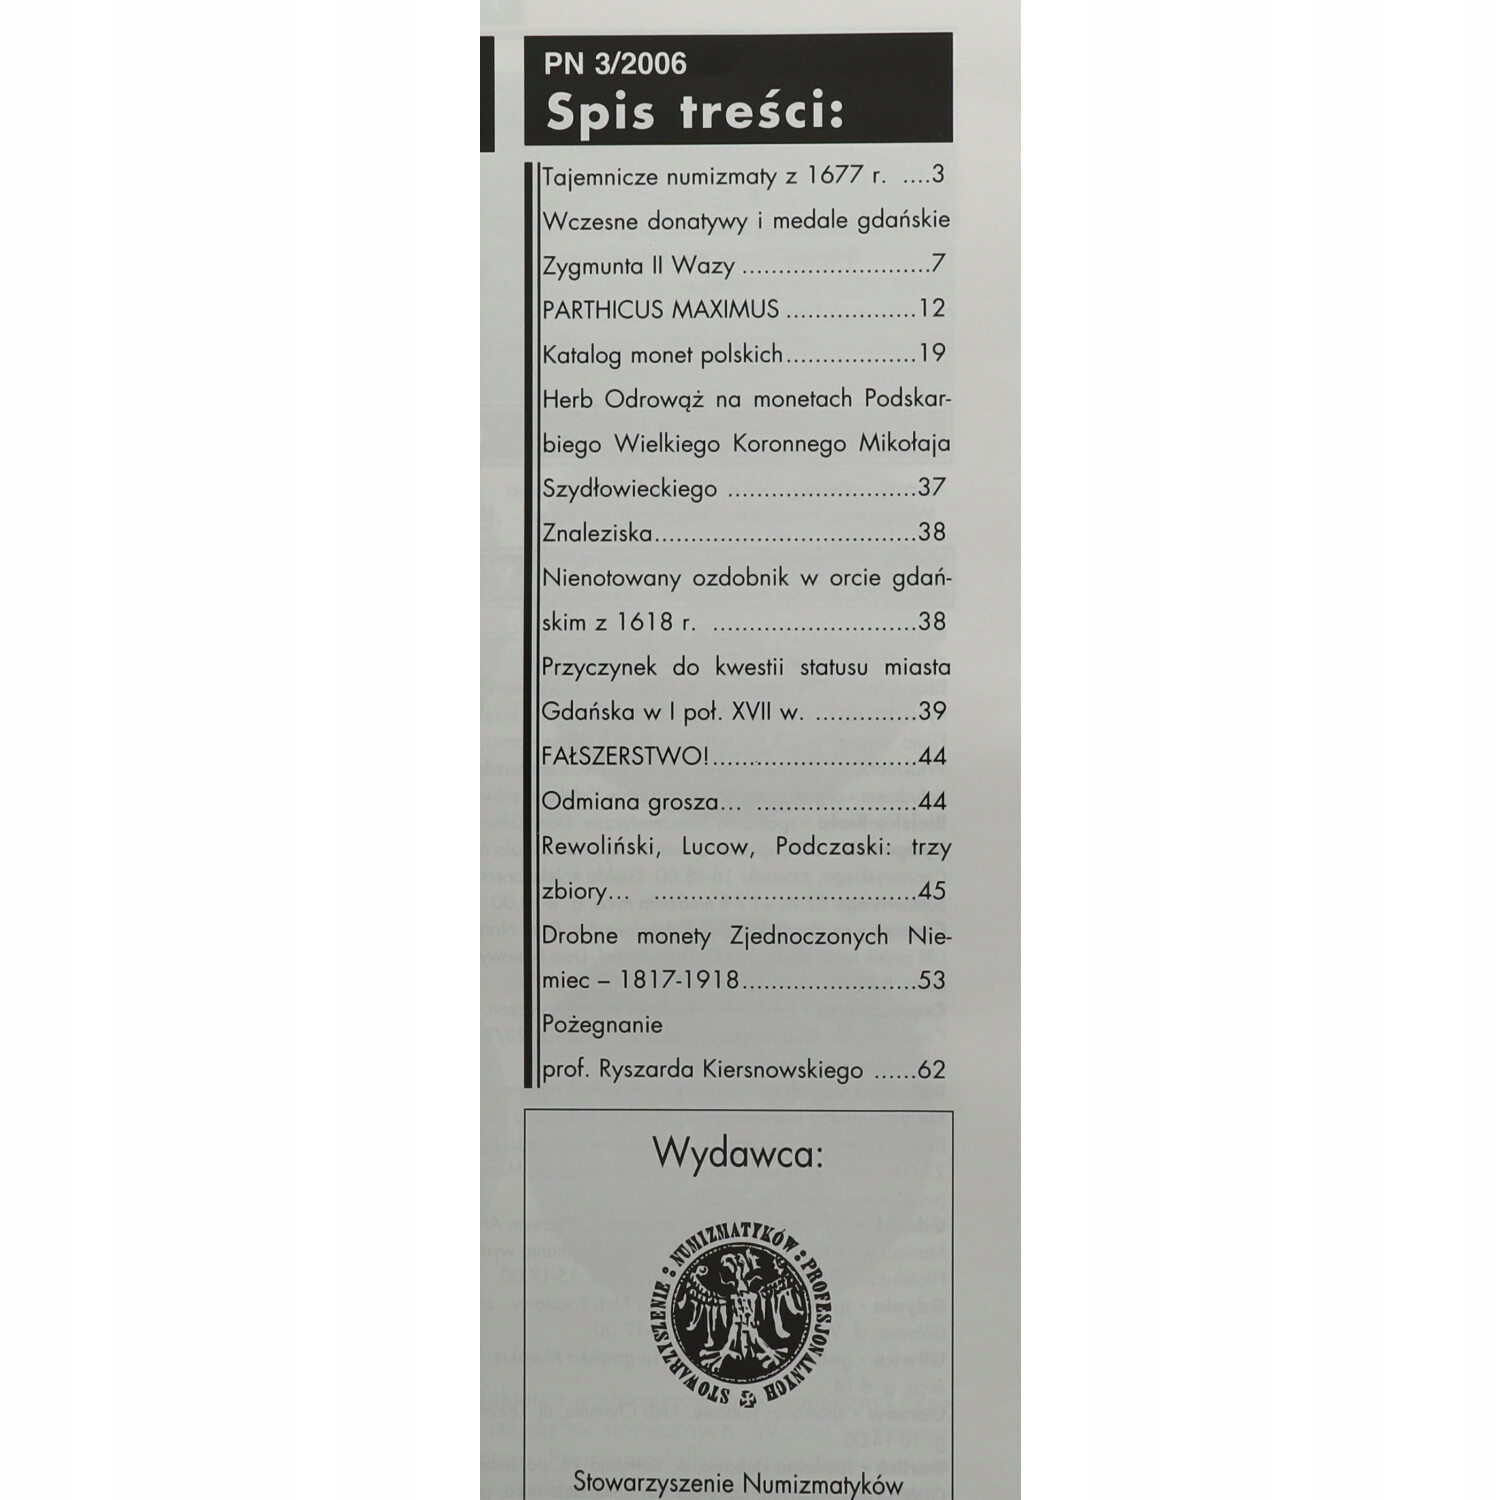 PN 3/2006
Spis treści:
Tajemnicze numizmaty z 1677 r. ....3
Wczesne donatywy i medale gdańskie
Zygmunta II Wazy ..........................7
PARTHICUS MAXIMUS ..................12
Katalog monet polskich..................19
Herb Odrowąż na monetach Podskar-
biego Wielkiego Koronnego Mikołaja
Szydłowieckiego ..........................37
Znaleziska....................................38
Nienotowany ozdobnik w orcie gdań-
skim z 1618 r. ............................38
Przyczynek do kwestii statusu miasta
Gdańska w I poł. XVII w. ..............39
FAŁSZERSTWO!............................44
Odmiana grosza... ......................44
Rewoliński, Lucow, Podczaski: trzy
zbiory... ....................................45
Drobne monety Zjednoczonych Nie-
miec – 1817-1918........................53
Pożegnanie
prof. Ryszarda Kiersnowskiego ......62
Wydawca:
STOWARZYSZENIE : NUMIZMATYKÓW : PROFESJONALNYCH
Stowarzyszenie Numizmatyków